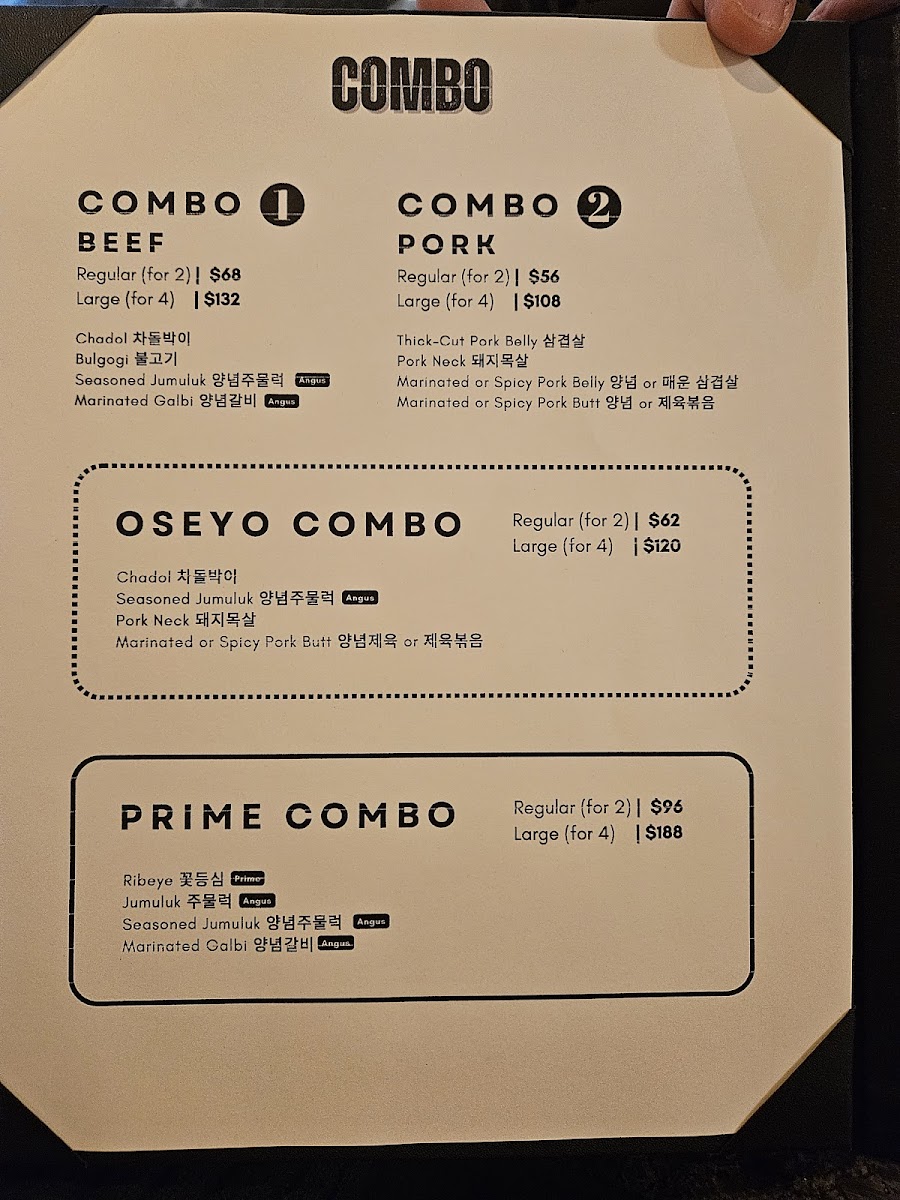 COMBO
COMBO 1
BEEF
Regular (for 2) | $68
Large (for 4) | $132
Chadol 차돌박이
Bulgogi 불고기
Seasoned Jumuluk 양념주물럭 Angus
Marinated Galbi 양념갈비 Angus
COMBO 2
PORK
Regular (for 2) | $56
Large (for 4) | $108
Thick-Cut Pork Belly 삼겹살
Pork Neck 돼지목살
Marinated or Spicy Pork Belly 양념 or 매운 삼겹살
Marinated or Spicy Pork Butt 양념 or 제육볶음
OSEYO COMBO
Regular (for 2) | $62
Large (for 4) | $120
Chadol 차돌박이
Seasoned Jumuluk 양념주물럭 Angus
Pork Neck 돼지목살
Marinated or Spicy Pork Butt 양념제육 or 제육볶음
PRIME COMBO
Regular (for 2) | $96
Large (for 4) | $188
Ribeye 꽃등심 Prime
Jumuluk 주물럭 Angus
Seasoned Jumuluk 양념주물럭 Angus
Marinated Galbi 양념갈비 Angus